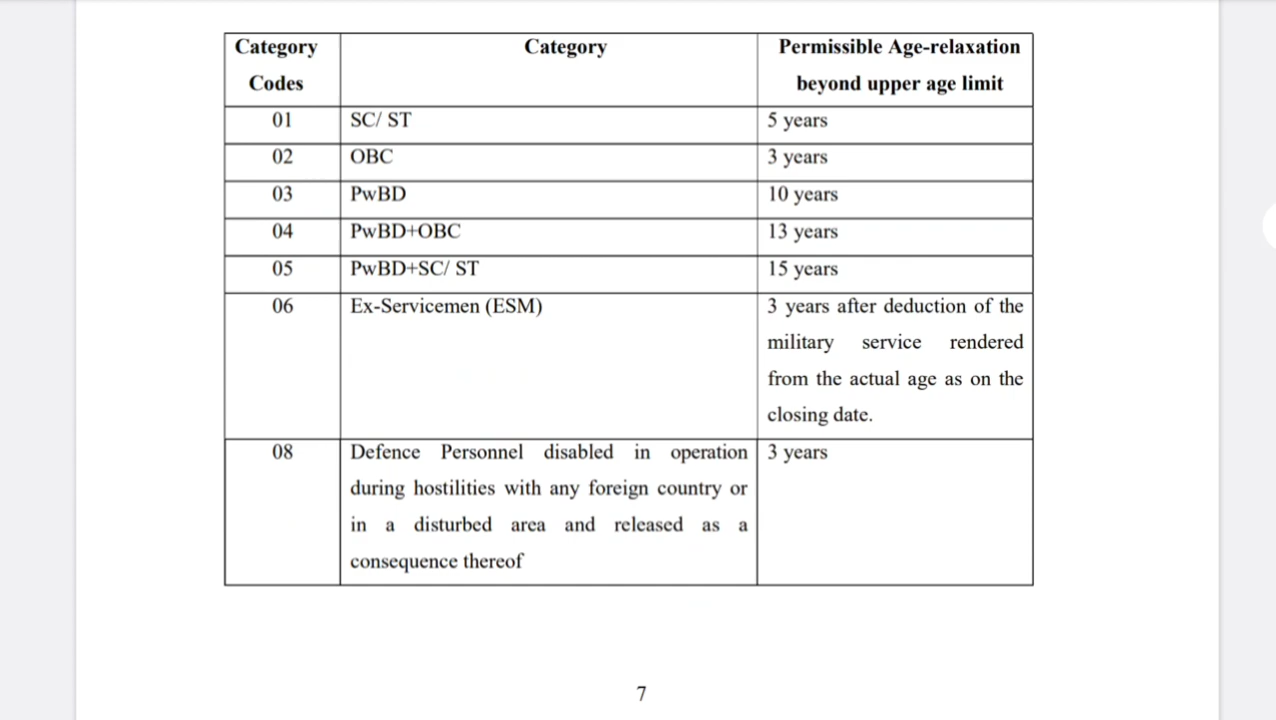 Category Codes | Category | Permissible Age-relaxation beyond upper age limit
01 | SC/ ST | 5 years
02 | OBC | 3 years
03 | PwBD | 10 years
04 | PwBD+OBC | 13 years
05 | PwBD+SC/ ST | 15 years
06 | Ex-Servicemen (ESM) | 3 years after deduction of the
military service rendered
from the actual age as on the
closing date.
08 | Defence Personnel disabled in operation | 3 years
during hostilities with any foreign country or
in a disturbed area and released as a
consequence thereof
7